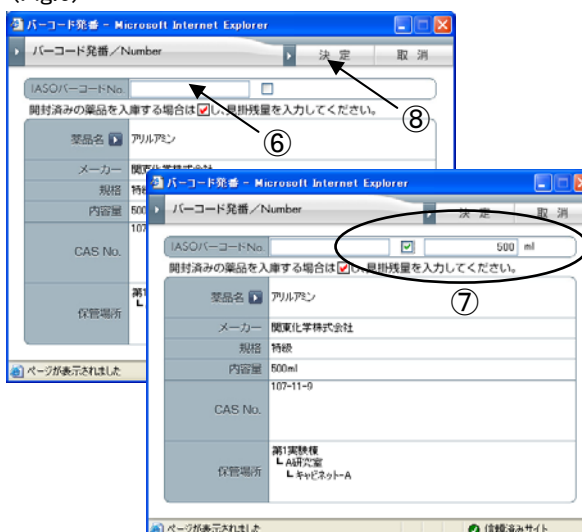 バーコード発番 - Microsoft Internet Explorer
バーコード発番／Number
決定
取消
⑧
IASOバーコードNo.
開封済みの薬品を入庫する場合は☑し、見掛残量を入力してください。
⑥
薬品名
アリルアミン
メーカー
規格
内容量
CAS No.
保管場所
ページが表示されました
バーコード発番 - Microsoft Internet Explorer
バーコード発番／Number
決定
取消
IASOバーコードNo.
500 ml
開封済みの薬品を入庫する場合は☑し、見掛残量を入力してください。
⑦
薬品名
アリルアミン
メーカー
関東化学株式会社
規格
特級
内容量
500ml
CAS No.
107-11-9
保管場所
第1実験棟
┗ A研究室
┗ キャビネット-A
ページが表示されました
信頼済みサイト